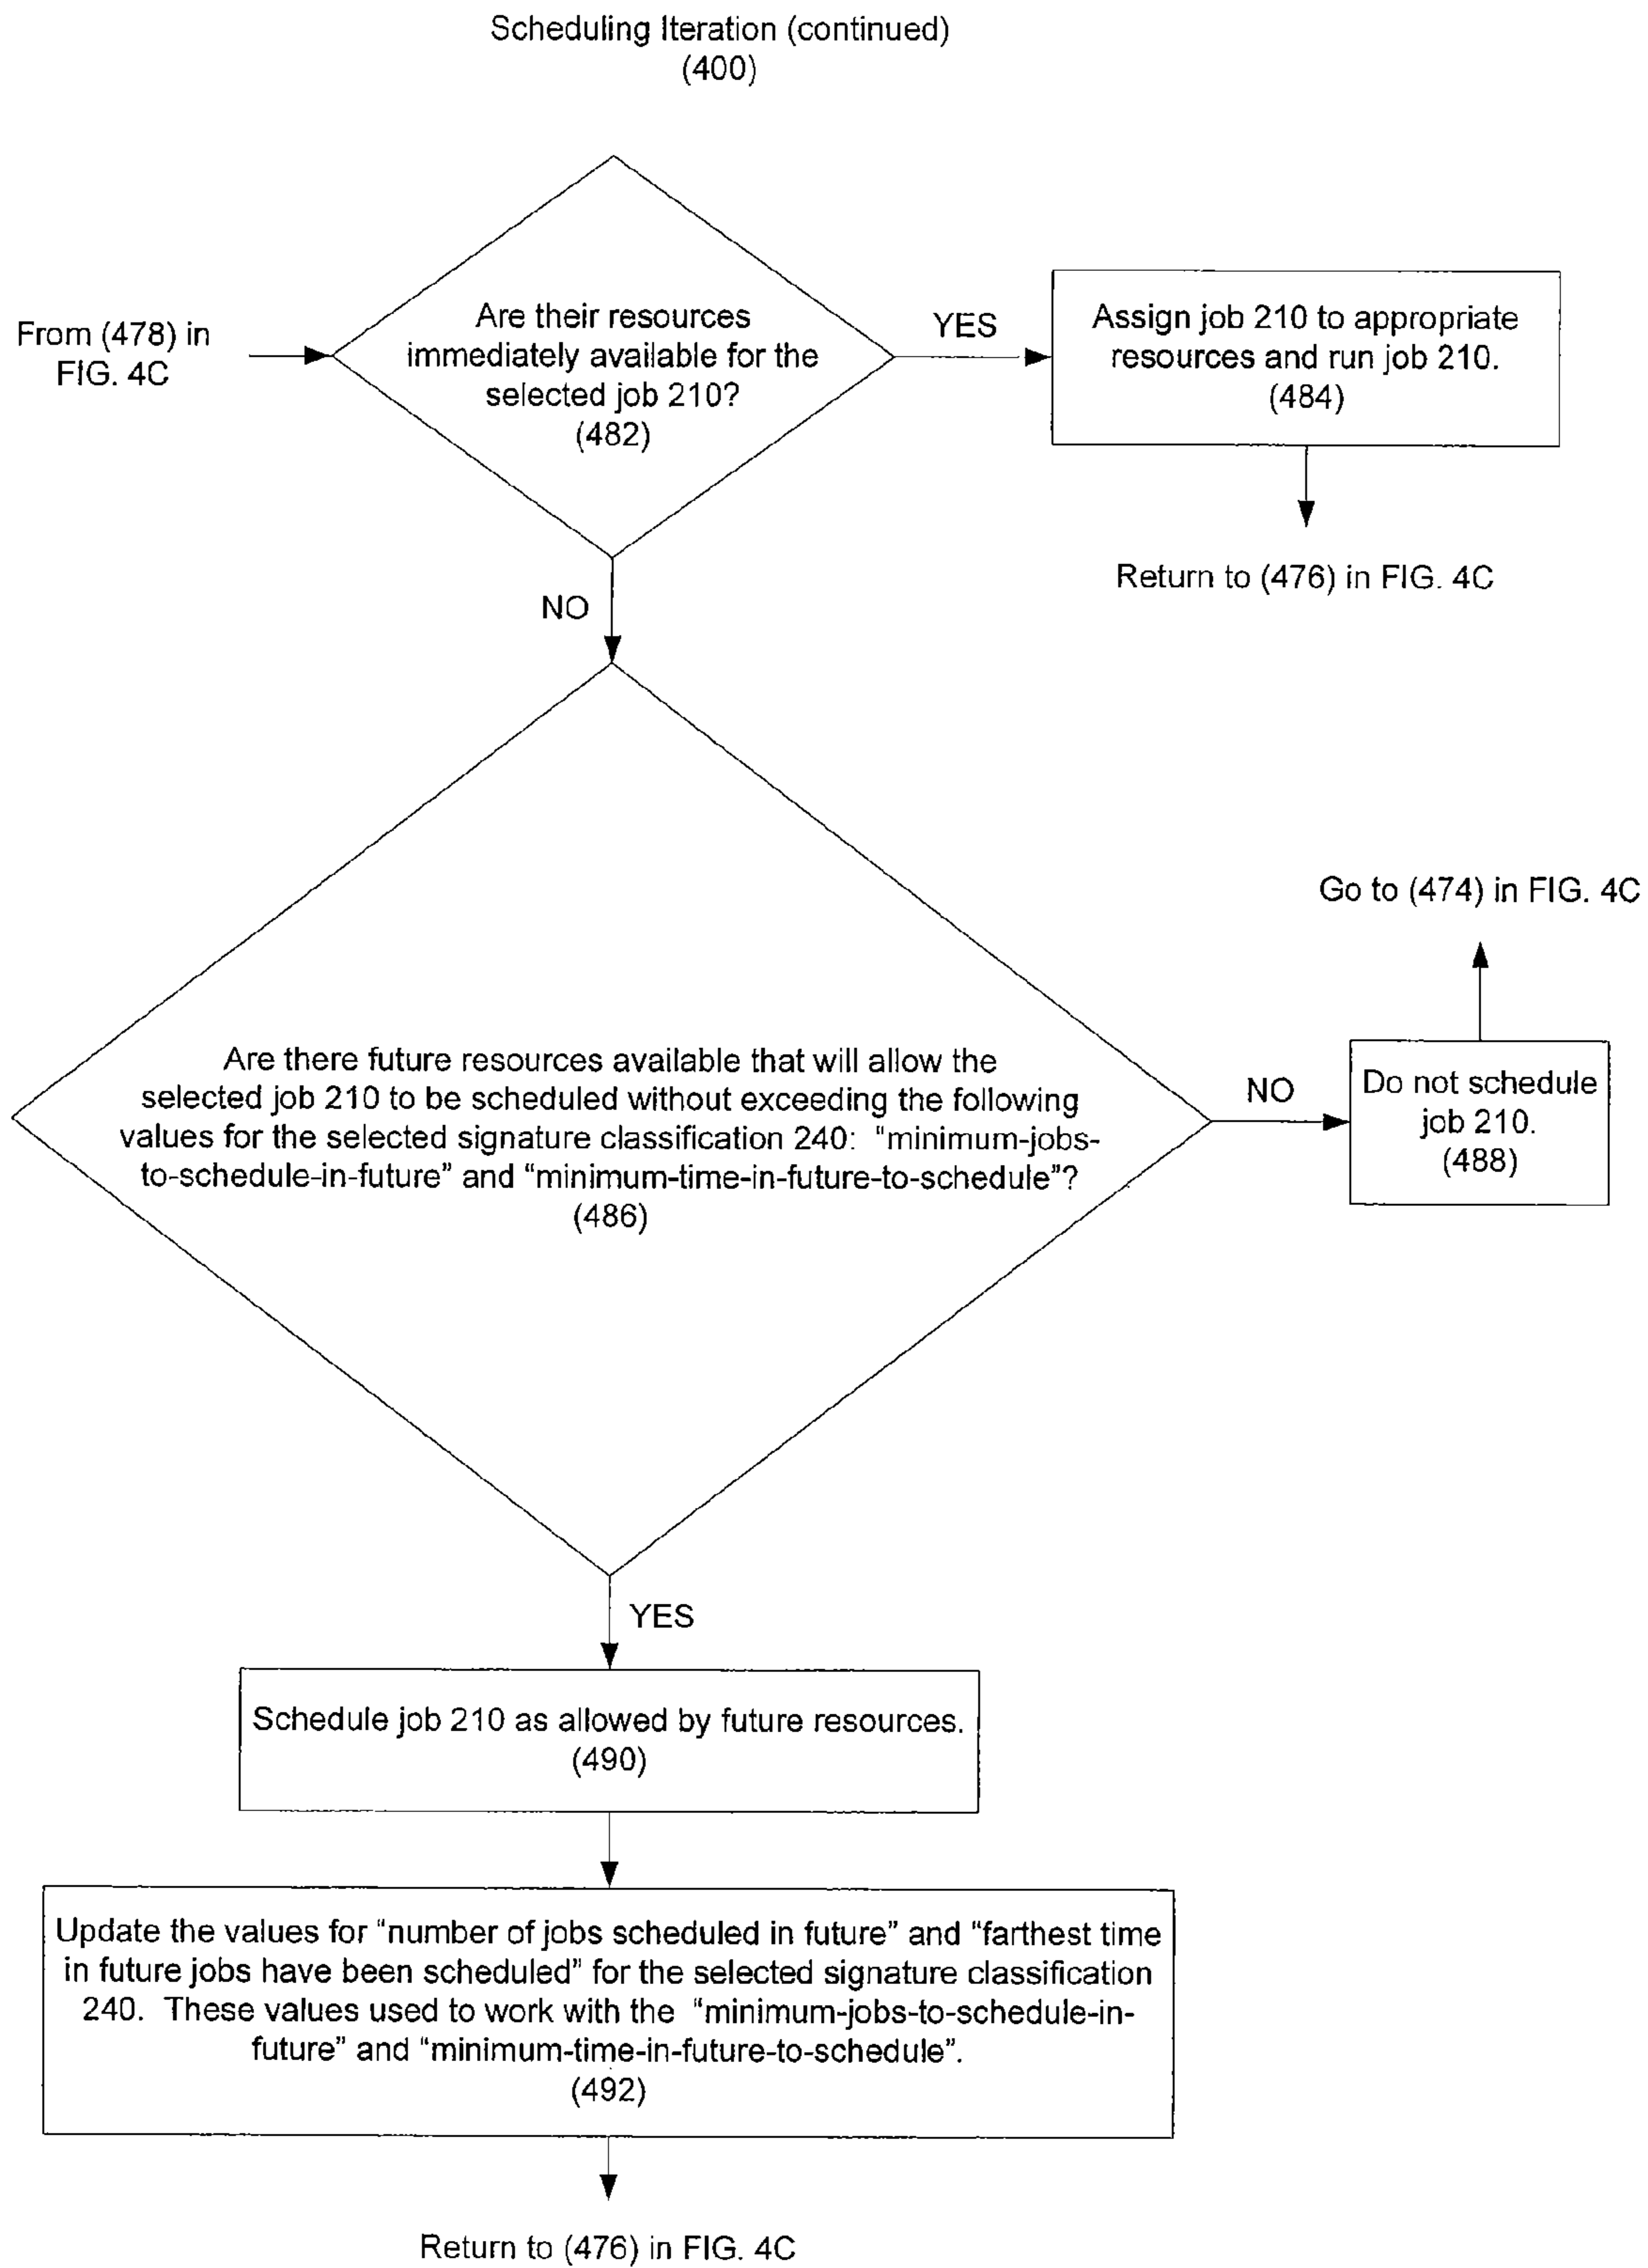 Scheduling Iteration (continued)
(400)
From (478) in
FIG. 4C
Are their resources
immediately available for the
selected job 210?
(482)
YES
Assign job 210 to appropriate
resources and run job 210.
(484)
Return to (476) in FIG. 4C
NO
Are there future resources available that will allow the
selected job 210 to be scheduled without exceeding the following
values for the selected signature classification 240: "minimum-jobs-
to-schedule-in-future" and "minimum-time-in-future-to-schedule"?
(486)
NO
Do not schedule
job 210.
(488)
Go to (474) in FIG. 4C
YES
Schedule job 210 as allowed by future resources.
(490)
Update the values for "number of jobs scheduled in future" and "farthest time
in future jobs have been scheduled" for the selected signature classification
240. These values used to work with the "minimum-jobs-to-schedule-in-
future" and "minimum-time-in-future-to-schedule".
(492)
Return to (476) in FIG. 4C